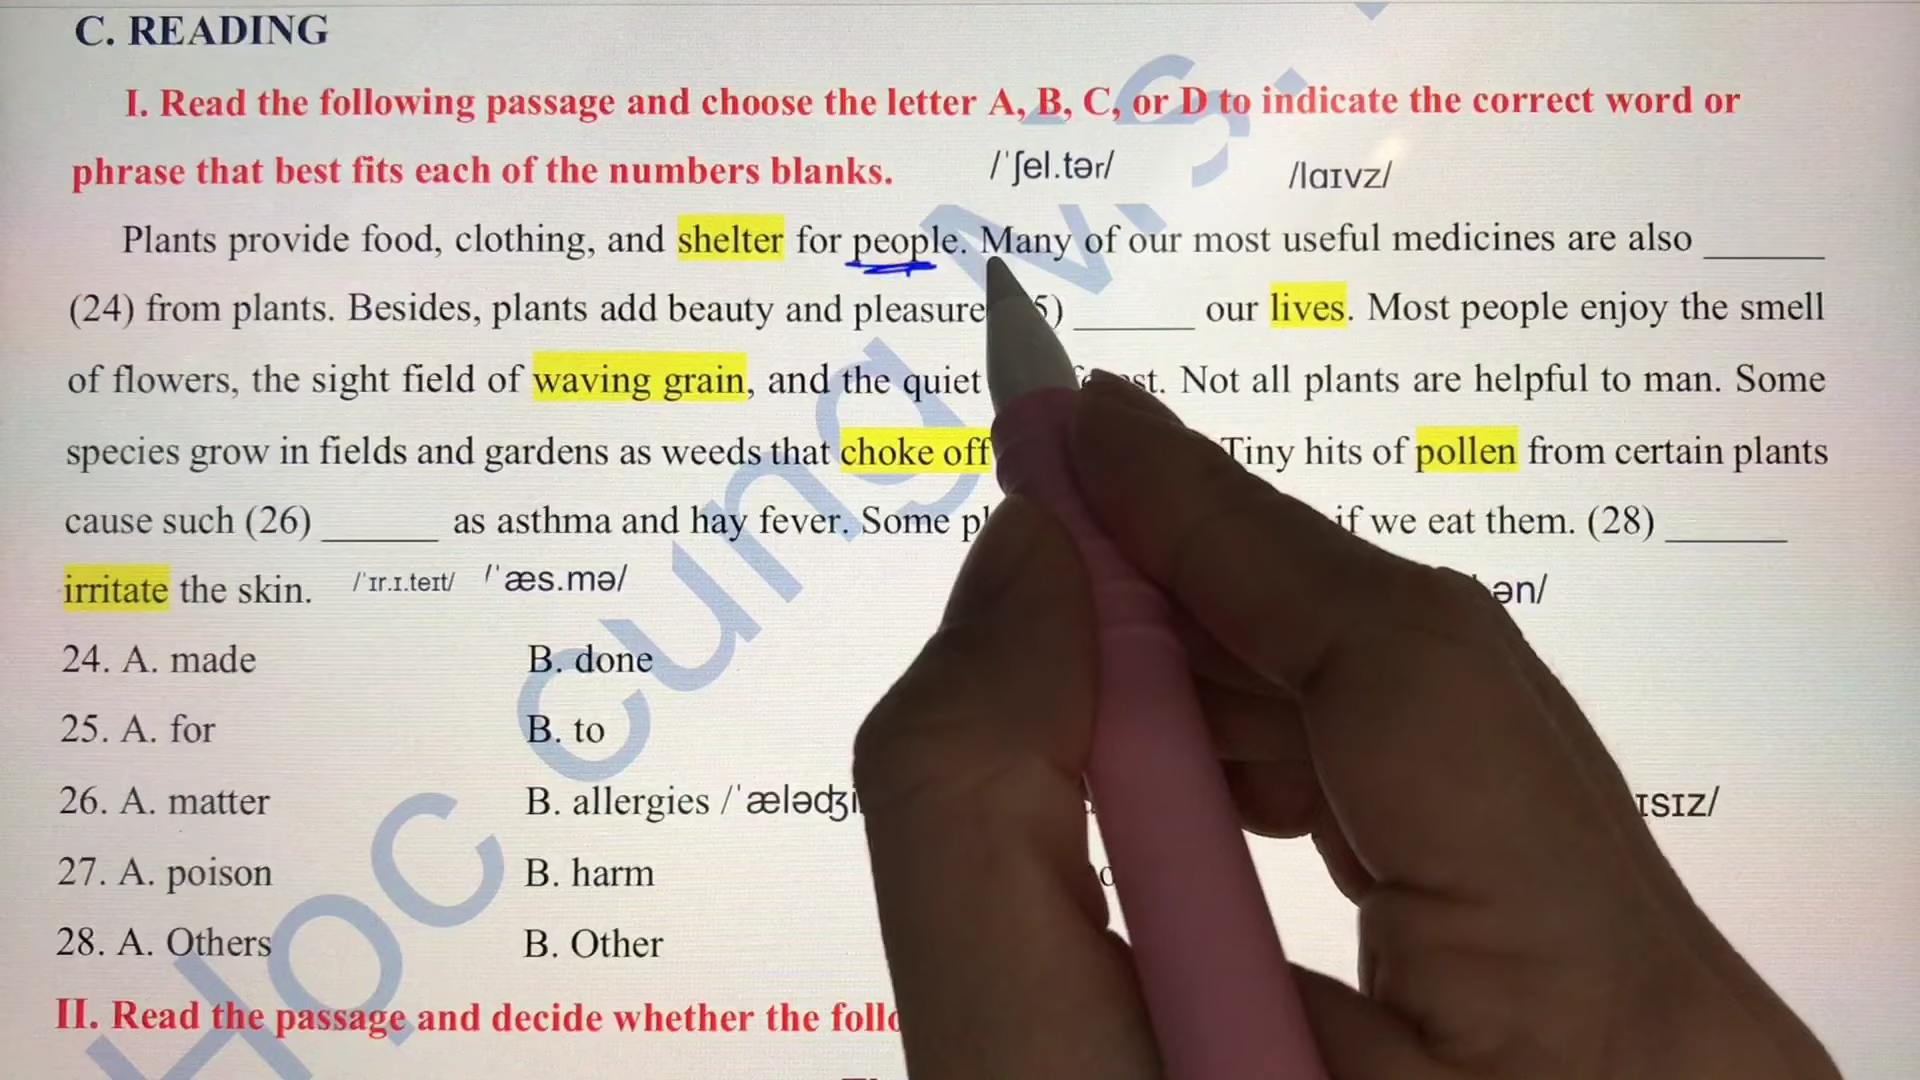 C. READING
I. Read the following passage and choose the letter A, B, C, or D to indicate the correct word or
phrase that best fits each of the numbers blanks. /ˈʃel.tər/ /laɪvz/
Plants provide food, clothing, and shelter for people. Many of our most useful medicines are also ______
(24) from plants. Besides, plants add beauty and pleasure 5) ______ our lives. Most people enjoy the smell
of flowers, the sight field of waving grain, and the quiet st. Not all plants are helpful to man. Some
species grow in fields and gardens as weeds that choke off Tiny hits of pollen from certain plants
cause such (26) ______ as asthma and hay fever. Some pl if we eat them. (28) ______
irritate the skin. /ˈɪr.ɪ.teɪt/ /ˈæs.mə/ ən/
24. A. made B. done
25. A. for B. to
26. A. matter B. allergies /ˈælədʒi ɪsɪz/
27. A. poison B. harm
28. A. Others B. Other
II. Read the passage and decide whether the follo
Học cùng Ms.